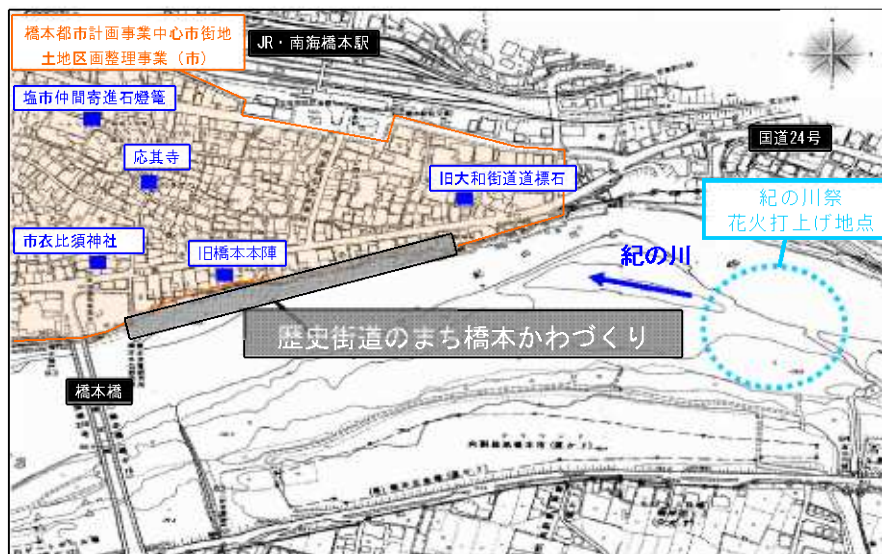 橋本都市計画事業中心市街地
土地区画整理事業（市）
JR・南海橋本駅
塩市仲間寄進石燈篭
国道24号
応其寺
旧大和街道道標石
紀の川祭
花火打上げ地点
市衣比須神社
旧橋本本陣
紀の川
歴史街道のまち橋本かわづくり
橋本橋